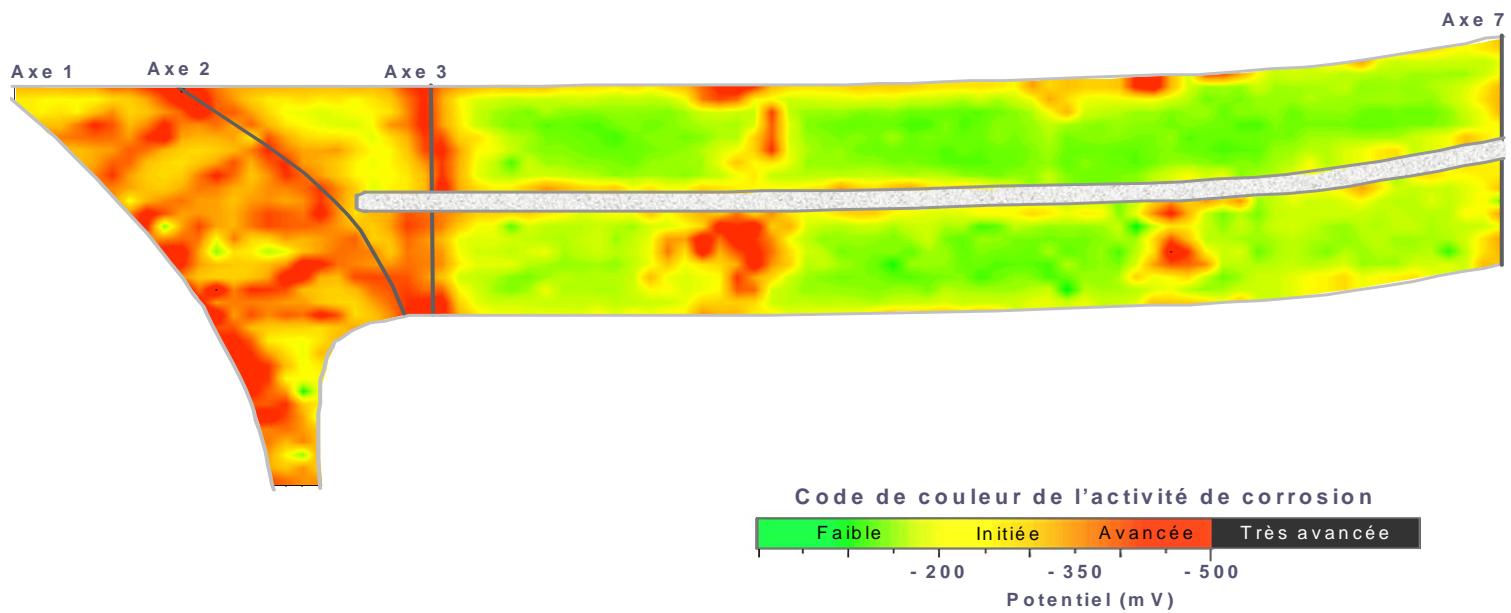 Axe 7
Axe 1 Axe 2 Axe 3
Code de couleur de l'activité de corrosion
Faible Initiée Avancée Très avancée
- 200 - 350 - 500
Potentiel (mV)